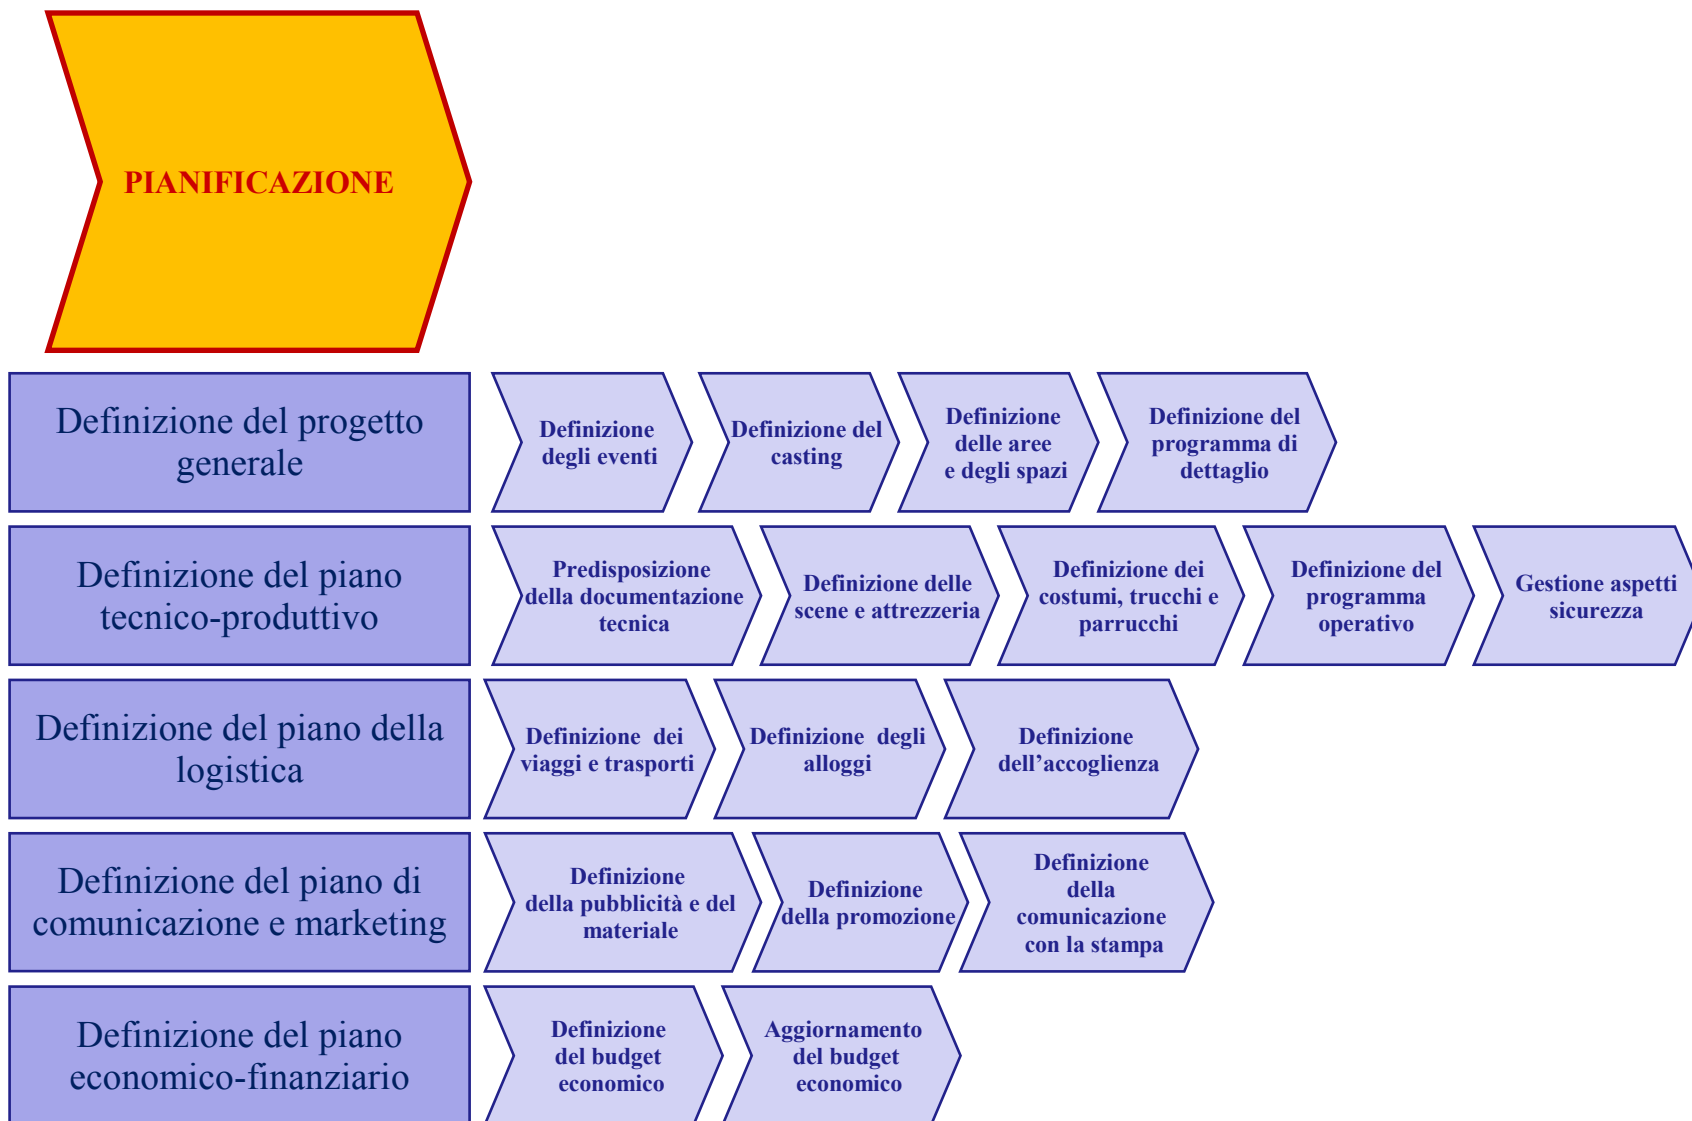 PIANIFICAZIONE
Definizione del progetto
generale
Definizione
degli eventi
Definizione del
casting
Definizione
delle aree
e degli spazi
Definizione del
programma di
dettaglio
Definizione del piano
tecnico-produttivo
Predisposizione
della documentazione
tecnica
Definizione delle
scene e attrezzeria
Definizione dei
costumi, trucchi e
parrucchi
Definizione del
programma
operativo
Gestione aspetti
sicurezza
Definizione del piano della
logistica
Definizione dei
viaggi e trasporti
Definizione degli
alloggi
Definizione
dell’accoglienza
Definizione del piano di
comunicazione e marketing
Definizione
della pubblicità e del
materiale
Definizione
della promozione
Definizione
della
comunicazione
con la stampa
Definizione del piano
economico-finanziario
Definizione
del budget
economico
Aggiornamento
del budget
economico